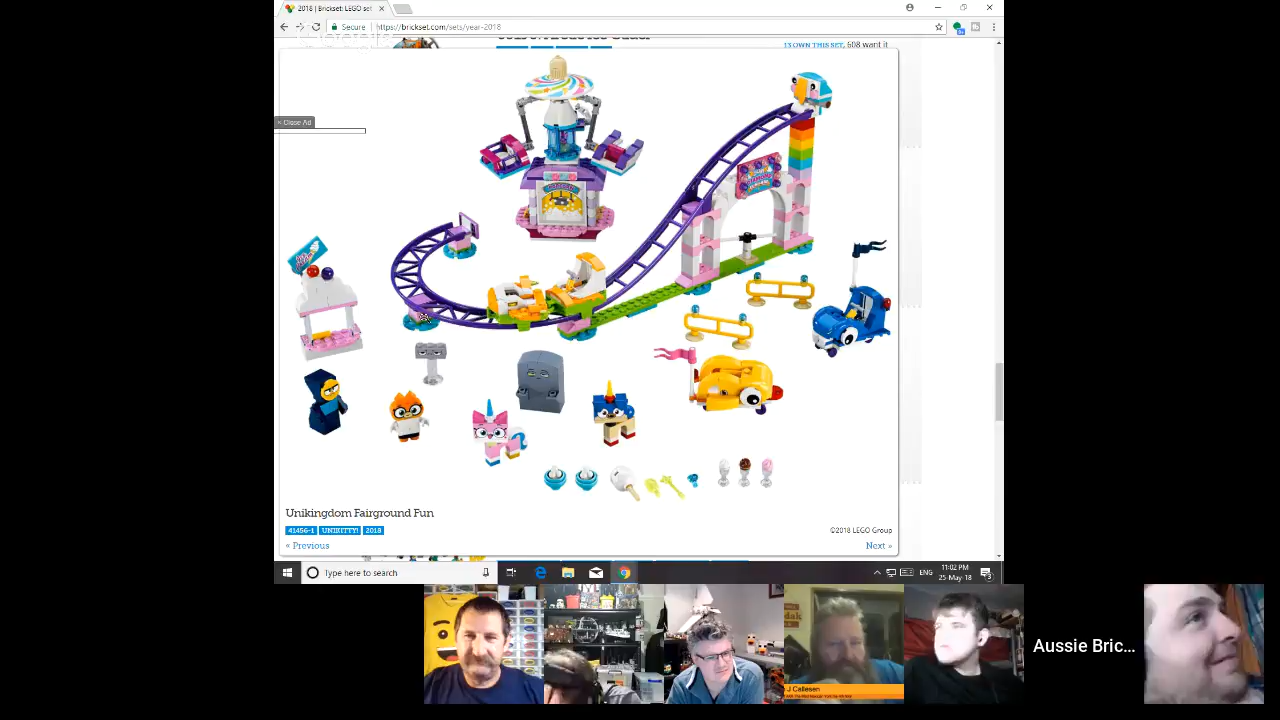 2018 | Brickset: LEGO set
Secure
https://brickset.com/sets/year-2018
13 OWN THIS SET, 608 want it
× Close Ad
Unikingdom Fairground Fun
41456-1 UNIKITTY! 2018
©2018 LEGO Group
« Previous
Next »
Type here to search
ENG
11:02 PM
25-May-18
3
J Callesen
Aussie Bric...